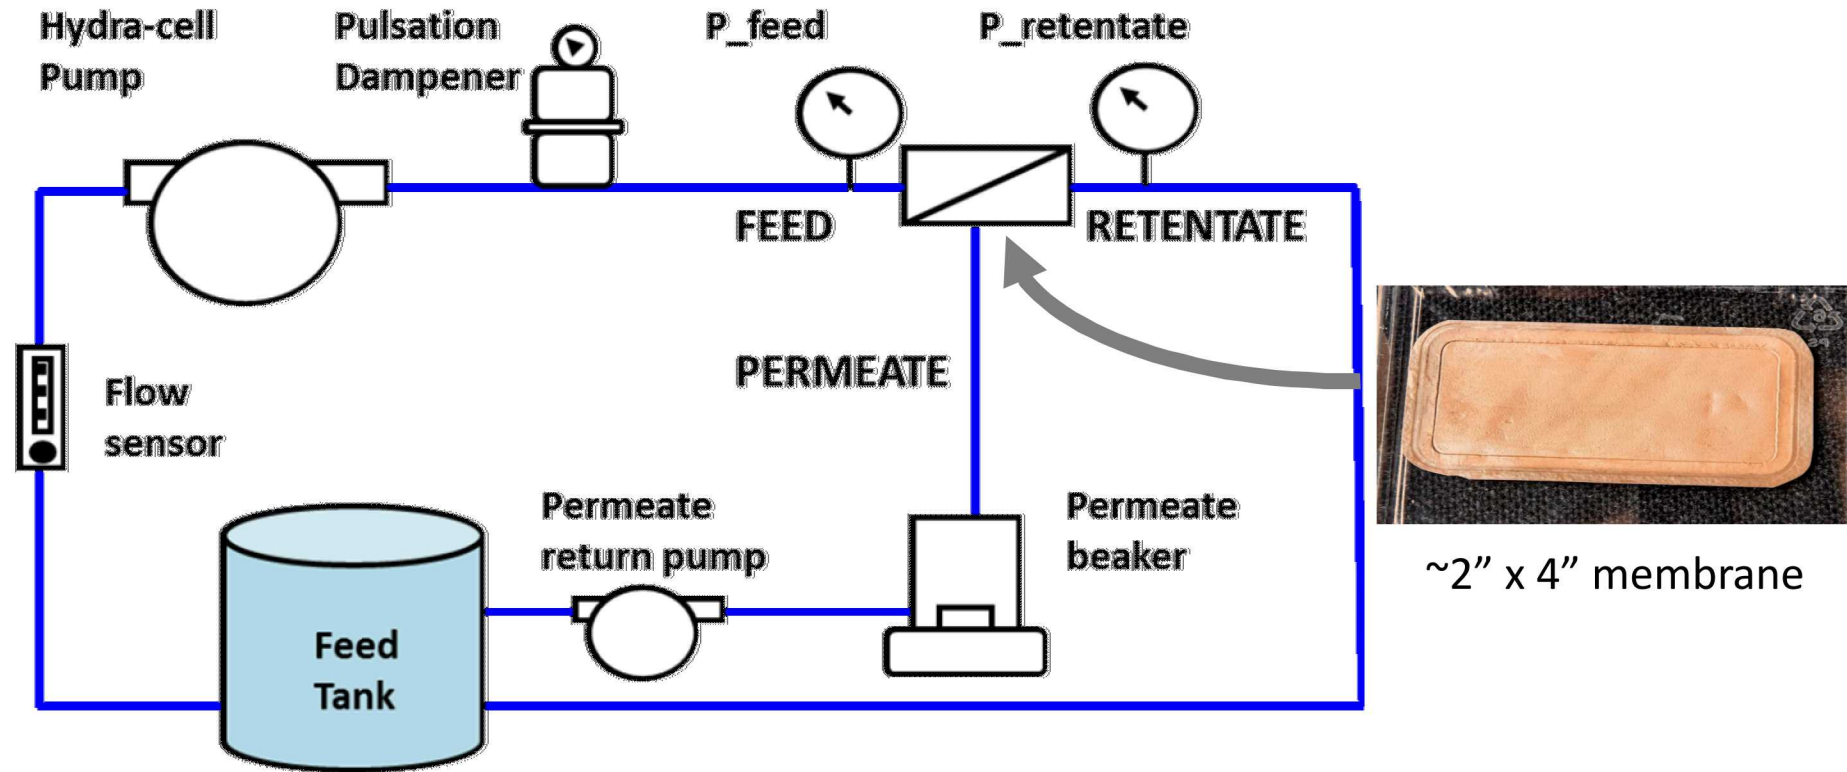 Hydra-cell
Pump
Pulsation
Dampener
P_feed
P_retentate
FEED
RETENTATE
PERMEATE
Flow
sensor
Permeate
return pump
Permeate
beaker
Feed
Tank
~2” x 4” membrane